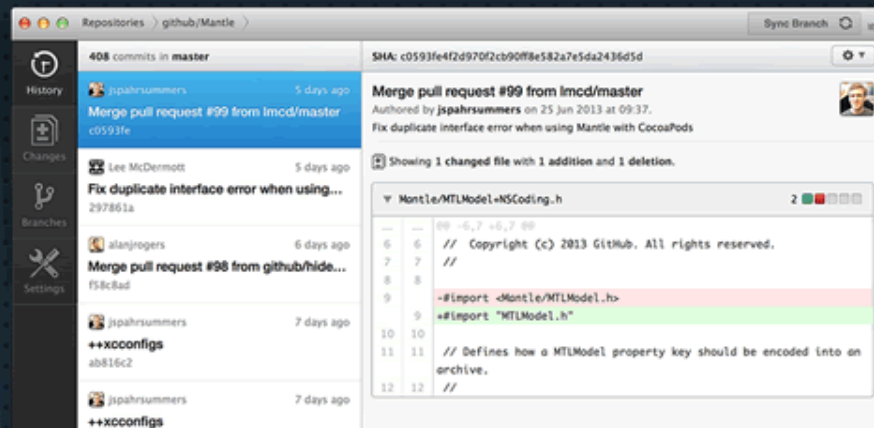 Repositories github/Mantle
Sync Branch
History
Changes
Branches
Settings
408 commits in master
jspahrsummers 5 days ago
Merge pull request #99 from lmcd/master
c0593fe
Lee McDermott 5 days ago
Fix duplicate interface error when using...
297861a
alanjrogers 6 days ago
Merge pull request #98 from github/hide...
f58c8ad
jspahrsummers 7 days ago
++xcconfigs
ab816c2
jspahrsummers 7 days ago
++xcconfigs
SHA: c0593fe4f2d970f2cb90ff8e582a7e5da2436d5d
Merge pull request #99 from lmcd/master
Authored by jspahrsummers on 25 Jun 2013 at 09:37.
Fix duplicate interface error when using Mantle with CocoaPods
Showing 1 changed file with 1 addition and 1 deletion.
Mantle/MTLModel+NSCoding.h 2
... ... @@ -6,7 +6,7 @@
6 6 // Copyright (c) 2013 GitHub. All rights reserved.
7 7 //
8 8
9 -#import <Mantle/MTLModel.h>
9 +#import "MTLModel.h"
10 10
11 11 // Defines how a MTLModel property key should be encoded into an
archive.
12 12 //